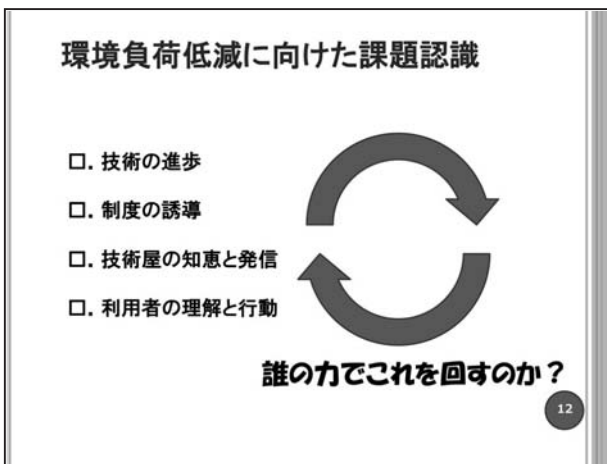 環境負荷低減に向けた課題認識
□. 技術の進歩
□. 制度の誘導
□. 技術屋の知恵と発信
□. 利用者の理解と行動
誰の力でこれを回すのか？
12